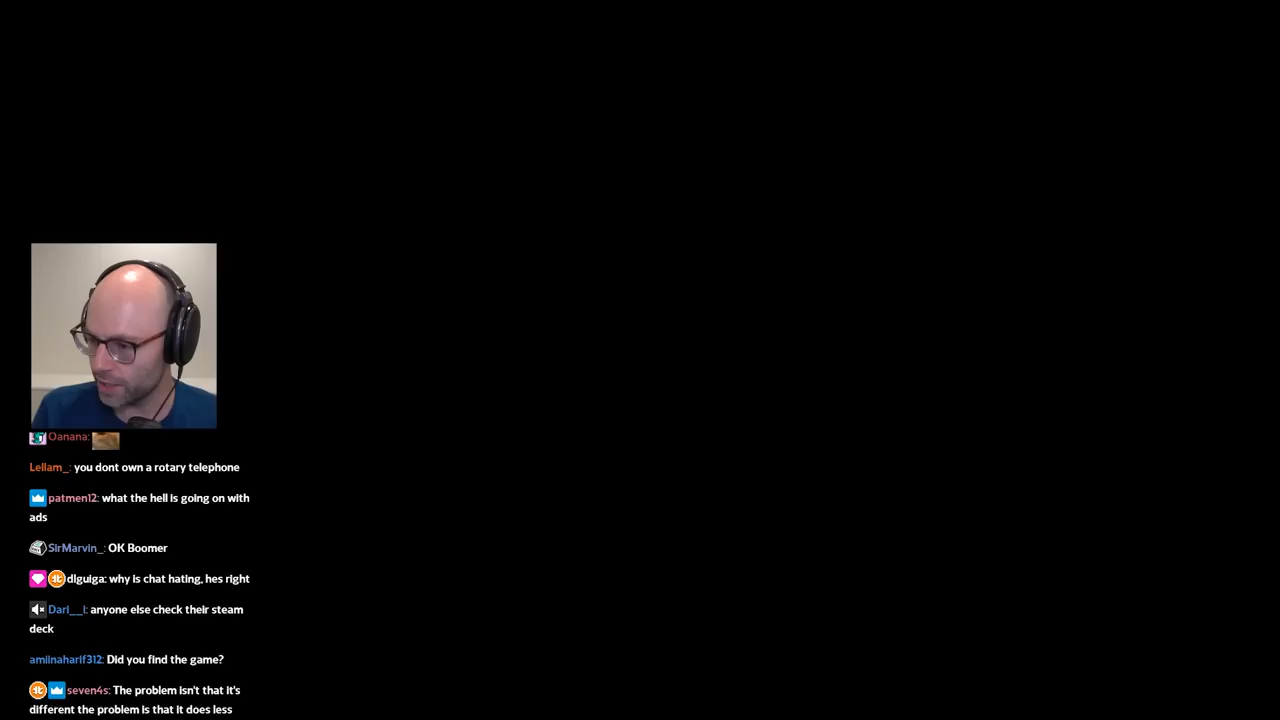 Oanana:
Lellam_: you dont own a rotary telephone
patmen12: what the hell is going on with
ads
SirMarvin_: OK Boomer
dlguiga: why is chat hating, hes right
Dari__i: anyone else check their steam
deck
amiinaharif312: Did you find the game?
seven4s: The problem isn't that it's
different the problem is that it does less